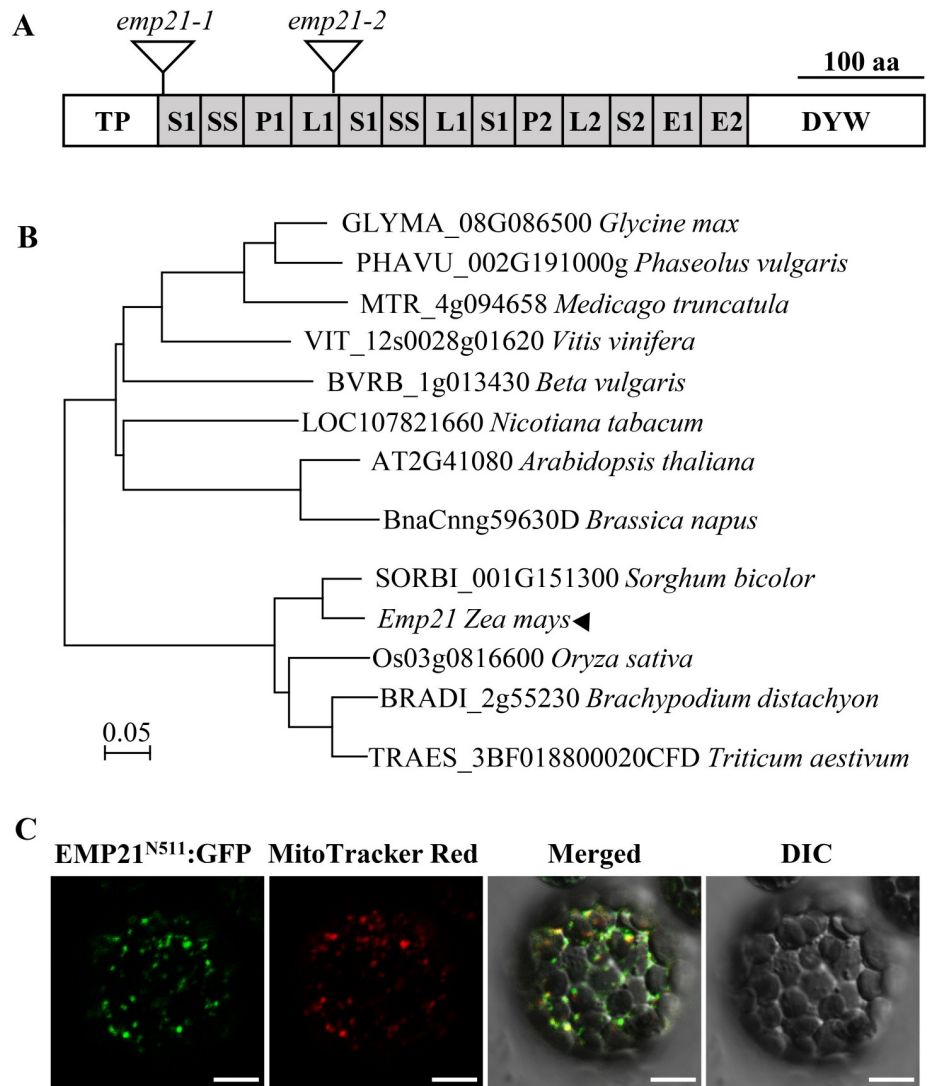 A
emp21-1 emp21-2
100 aa
TP S1 SS P1 L1 S1 SS L1 S1 P2 L2 S2 E1 E2 DYW
B
GLYMA_08G086500 Glycine max
PHAVU_002G191000g Phaseolus vulgaris
MTR_4g094658 Medicago truncatula
VIT_12s0028g01620 Vitis vinifera
BVRB_1g013430 Beta vulgaris
LOC107821660 Nicotiana tabacum
AT2G41080 Arabidopsis thaliana
BnaCnng59630D Brassica napus
SORBI_001G151300 Sorghum bicolor
Emp21 Zea mays
Os03g0816600 Oryza sativa
BRADI_2g55230 Brachypodium distachyon
TRAES_3BF018800020CFD Triticum aestivum
0.05
C
EMP21N511:GFP MitoTracker Red Merged DIC